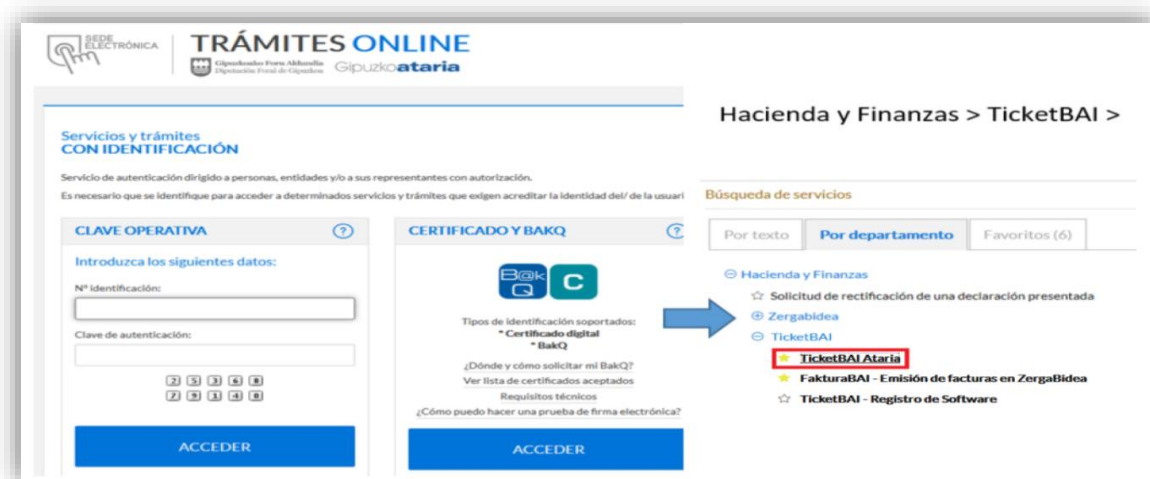 SEDE
ELECTRÓNICA
TRÁMITES ONLINE
Gipuzkoako Foru Aldundia
Diputación Foral de Gipuzkoa
Gipuzkoataria
Servicios y trámites
CON IDENTIFICACIÓN
Servicio de autenticación dirigido a personas, entidades y/o a sus representantes con autorización.
Es necesario que se identifique para acceder a determinados servicios y trámites que exigen acreditar la identidad del/ de la usuari
CLAVE OPERATIVA ?
Introduzca los siguientes datos:
Nº identificación:
Clave de autenticación:
2 5 3 6 8
7 9 1 4 0
ACCEDER
CERTIFICADO Y BAKQ ?
B@k
Q
C
Tipos de identificación soportados:
* Certificado digital
* BakQ
¿Dónde y cómo solicitar mi BakQ?
Ver lista de certificados aceptados
Requisitos técnicos
¿Cómo puedo hacer una prueba de firma electrónica?
ACCEDER
Hacienda y Finanzas > TicketBAI >
Búsqueda de servicios
Por texto Por departamento Favoritos (6)
Hacienda y Finanzas
Solicitud de rectificación de una declaración presentada
Zergabidea
TicketBAI
TicketBAI Ataria
FakturaBAI - Emisión de facturas en ZergaBidea
TicketBAI - Registro de Software